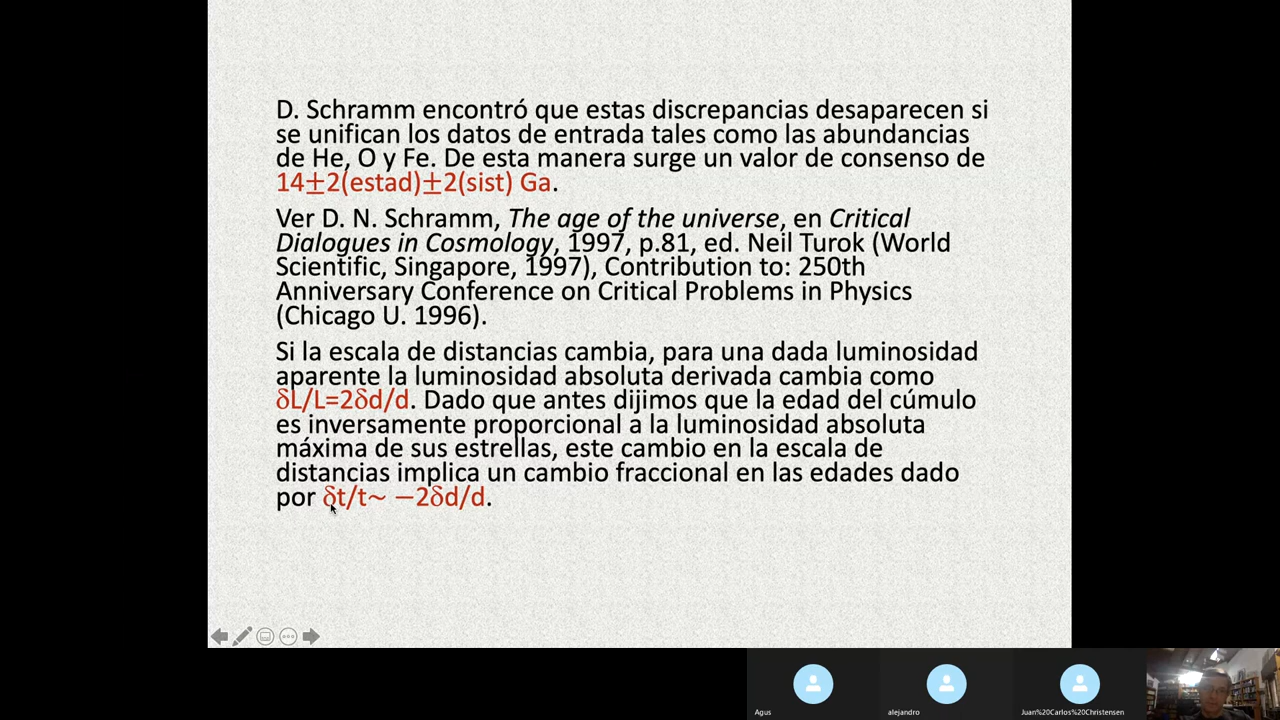 D. Schramm encontró que estas discrepancias desaparecen si
se unifican los datos de entrada tales como las abundancias
de He, O y Fe. De esta manera surge un valor de consenso de
14±2(estad)±2(sist) Ga.
Ver D. N. Schramm, The age of the universe, en Critical
Dialogues in Cosmology, 1997, p.81, ed. Neil Turok (World
Scientific, Singapore, 1997), Contribution to: 250th
Anniversary Conference on Critical Problems in Physics
(Chicago U. 1996).
Si la escala de distancias cambia, para una dada luminosidad
aparente la luminosidad absoluta derivada cambia como
δL/L=2δd/d. Dado que antes dijimos que la edad del cúmulo
es inversamente proporcional a la luminosidad absoluta
máxima de sus estrellas, este cambio en la escala de
distancias implica un cambio fraccional en las edades dado
por δt/t~ −2δd/d.
Agus
alejandro
Juan%20Carlos%20Christensen